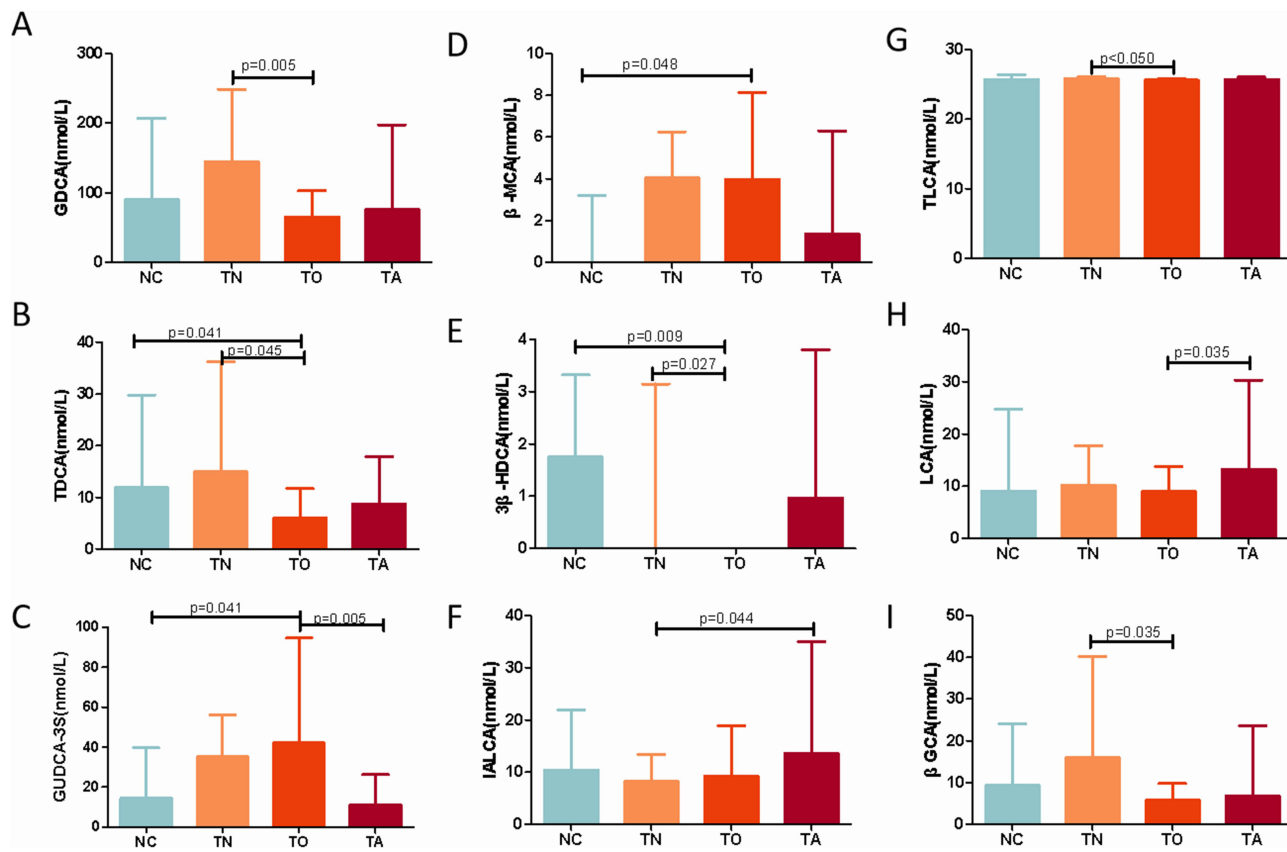 A
GDCA(nmol/L)
300
200
100
0
p=0.005
NC TN TO TA
B
TDCA(nmol/L)
40
30
20
10
0
p=0.041
p=0.045
NC TN TO TA
C
GUDCA-3S(nmol/L)
100
80
60
40
20
0
p=0.041
p=0.005
NC TN TO TA
D
β -MCA(nmol/L)
10
8
6
4
2
0
p=0.048
NC TN TO TA
E
3β -HDCA(nmol/L)
4
3
2
1
0
p=0.009
p=0.027
NC TN TO TA
F
IALCA(nmol/L)
40
30
20
10
0
p=0.044
NC TN TO TA
G
TLCA(nmol/L)
30
20
10
0
p<0.050
NC TN TO TA
H
LCA(nmol/L)
40
30
20
10
0
p=0.035
NC TN TO TA
I
β GCA(nmol/L)
50
40
30
20
10
0
p=0.035
NC TN TO TA